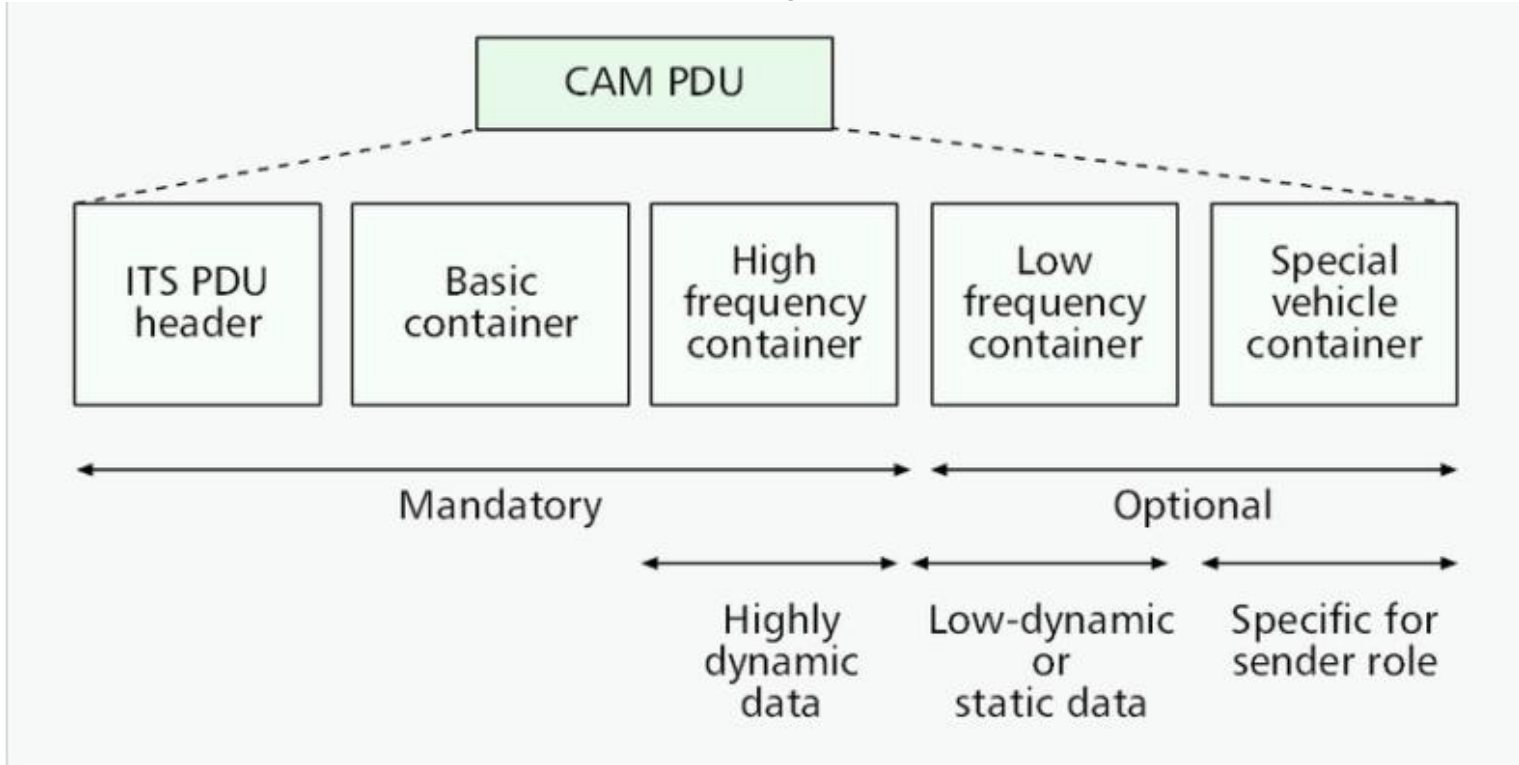 CAM PDU
ITS PDU
header
Basic
container
High
frequency
container
Low
frequency
container
Special
vehicle
container
Mandatory
Optional
Highly
dynamic
data
Low-dynamic
or
static data
Specific for
sender role